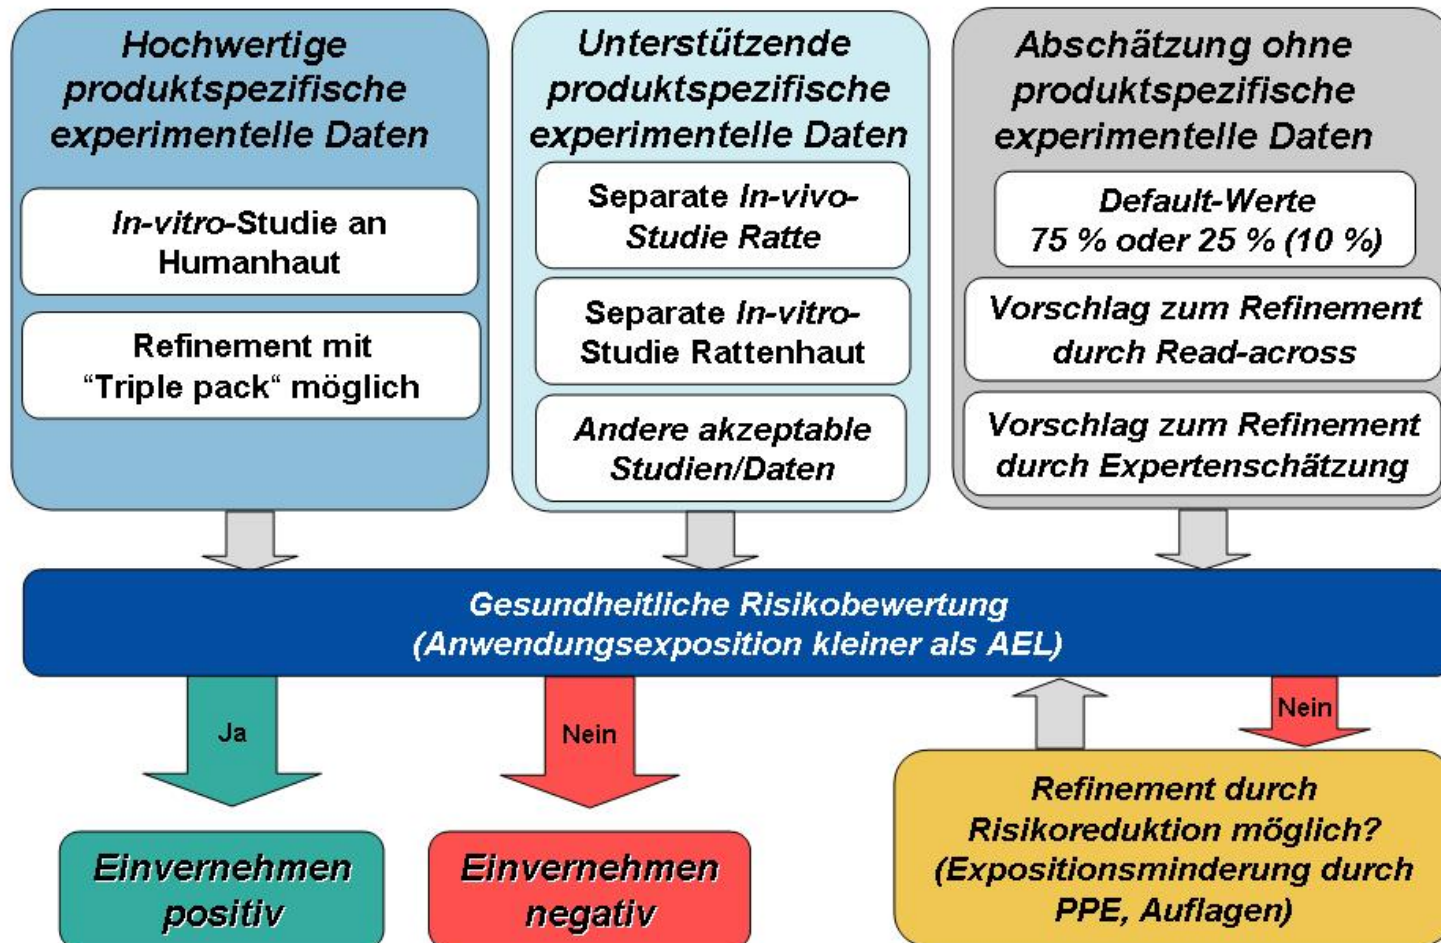 Hochwertige
produktspezifische
experimentelle Daten
In-vitro-Studie an
Humanhaut
Refinement mit
“Triple pack“ möglich
Unterstützende
produktspezifische
experimentelle Daten
Separate In-vivo-
Studie Ratte
Separate In-vitro-
Studie Rattenhaut
Andere akzeptable
Studien/Daten
Abschätzung ohne
produktspezifische
experimentelle Daten
Default-Werte
75 % oder 25 % (10 %)
Vorschlag zum Refinement
durch Read-across
Vorschlag zum Refinement
durch Expertenschätzung
Gesundheitliche Risikobewertung
(Anwendungsexposition kleiner als AEL)
Ja
Nein
Nein
Einvernehmen
positiv
Einvernehmen
negativ
Refinement durch
Risikoreduktion möglich?
(Expositionsminderung durch
PPE, Auflagen)